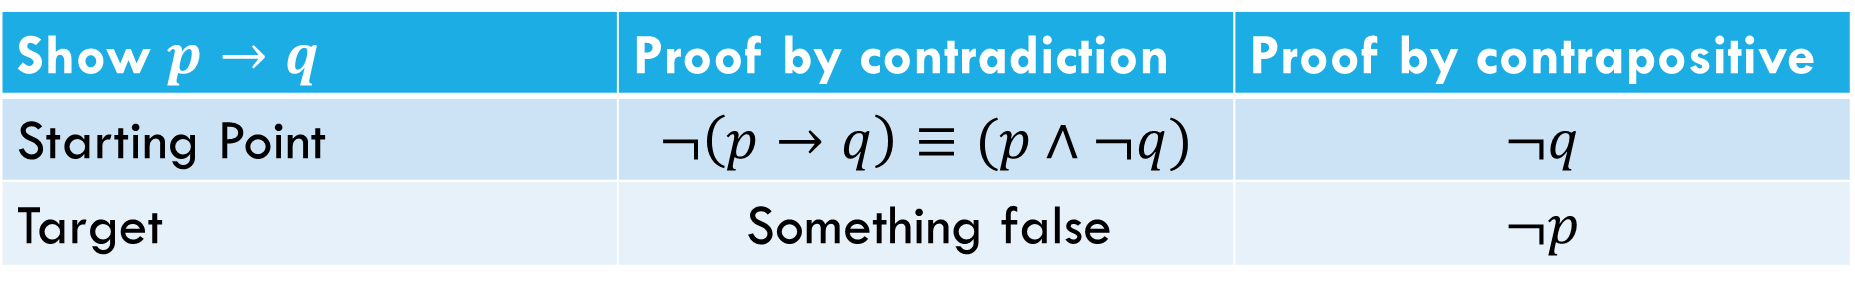 Show p → q Proof by contradiction Proof by contrapositive
Starting Point ¬(p → q) ≡ (p ∧ ¬q) ¬q
Target Something false ¬p